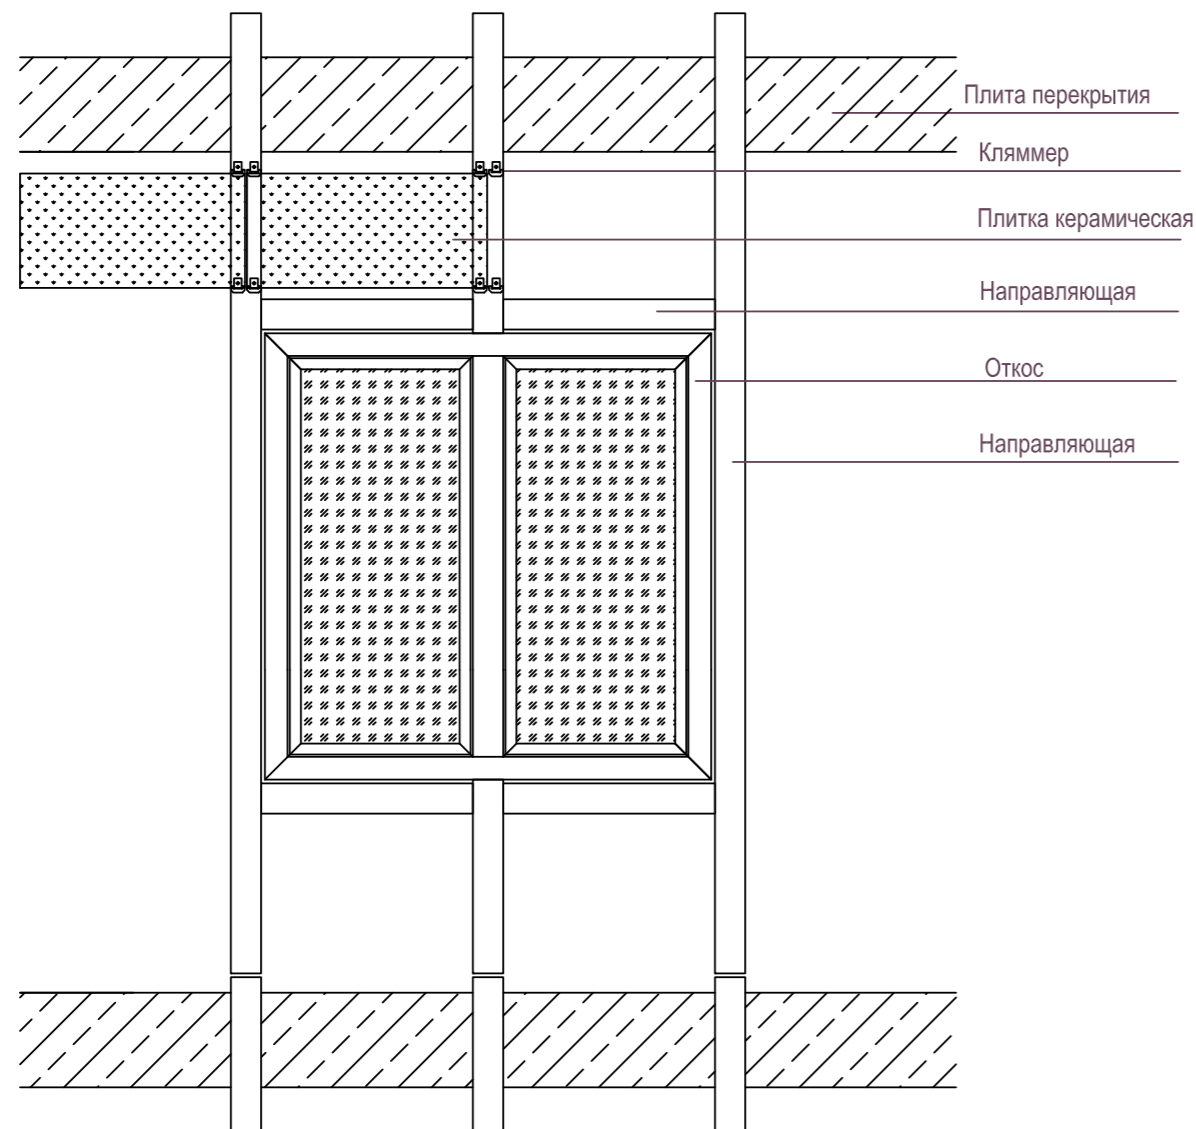 Плита перекрытия
Кляммер
Плитка керамическая
Направляющая
Откос
Направляющая